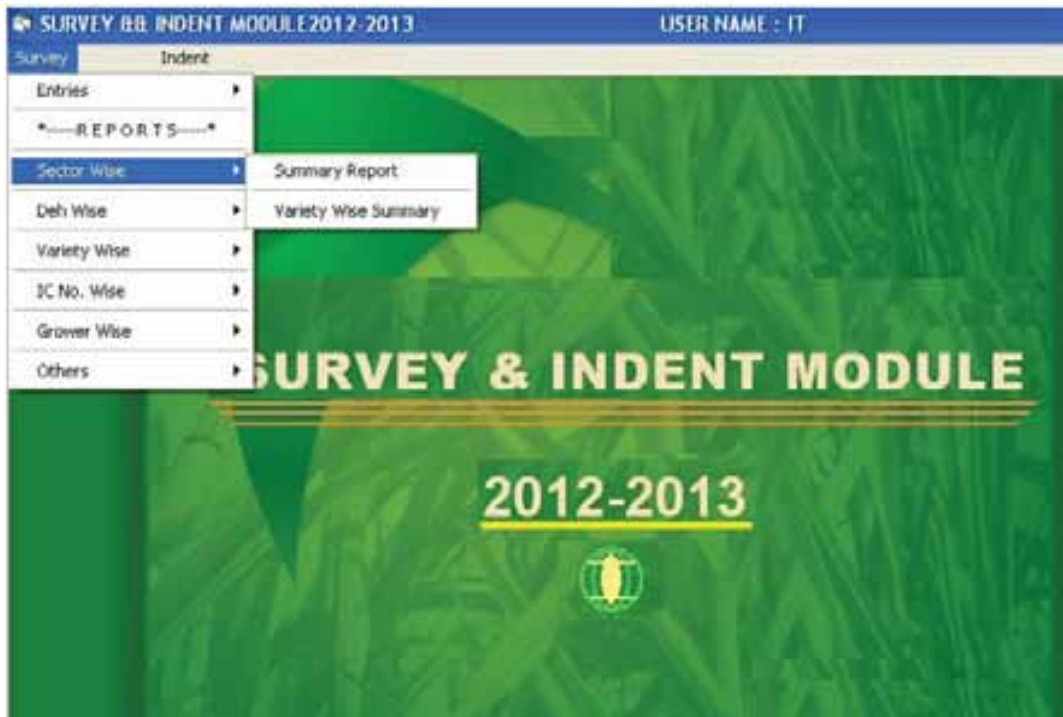 SURVEY && INDENT MODULE2012-2013 USER NAME : IT
Survey Indent
Entries
*-----R E P O R T S-----*
Sector Wise
Summary Report
Deh Wise
Variety Wise Summary
Variety Wise
IC No. Wise
Grower Wise
Others
SURVEY & INDENT MODULE
2012-2013